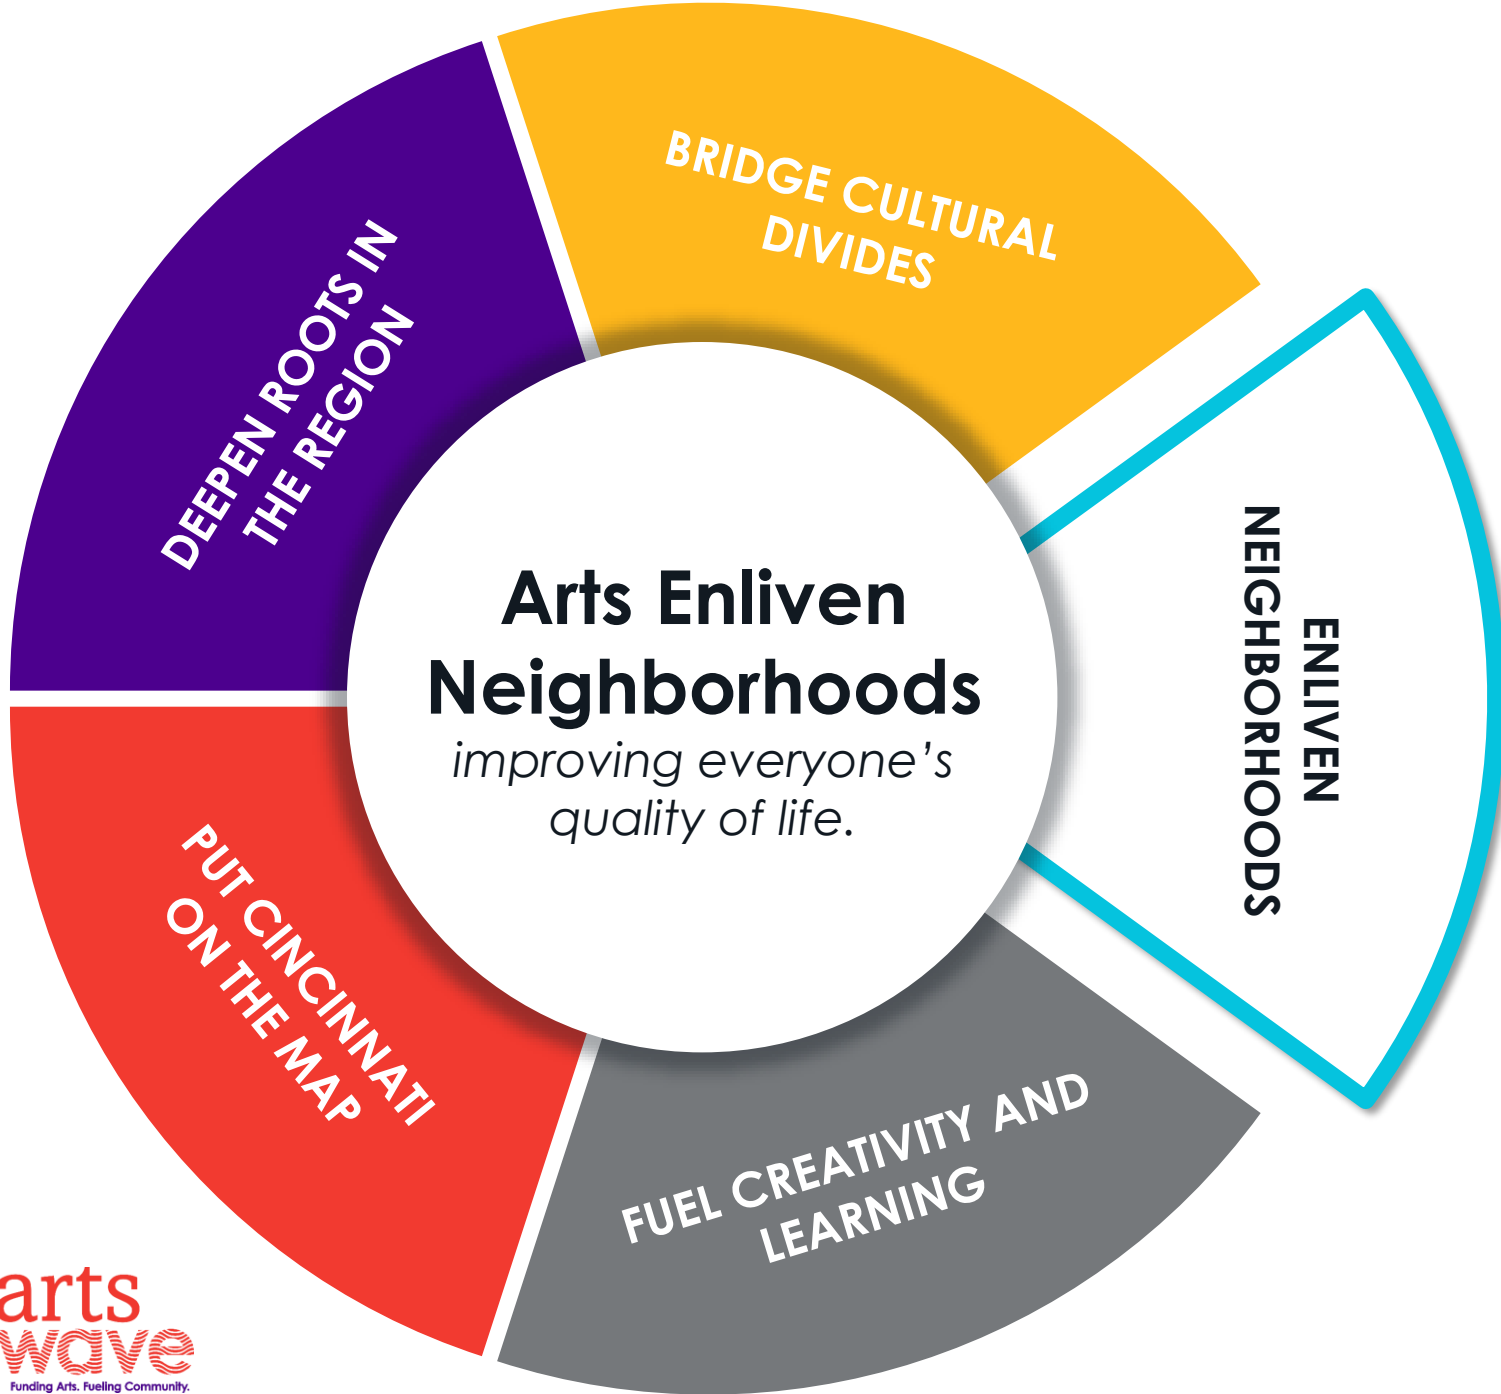 BRIDGE CULTURAL
DIVIDES
DEEPEN ROOTS IN
THE REGION
ENLIVEN
NEIGHBORHOODS
Arts Enliven
Neighborhoods
improving everyone’s
quality of life.
PUT CINCINNATI
ON THE MAP
FUEL CREATIVITY AND
LEARNING
arts
wave
Funding Arts. Fueling Community.